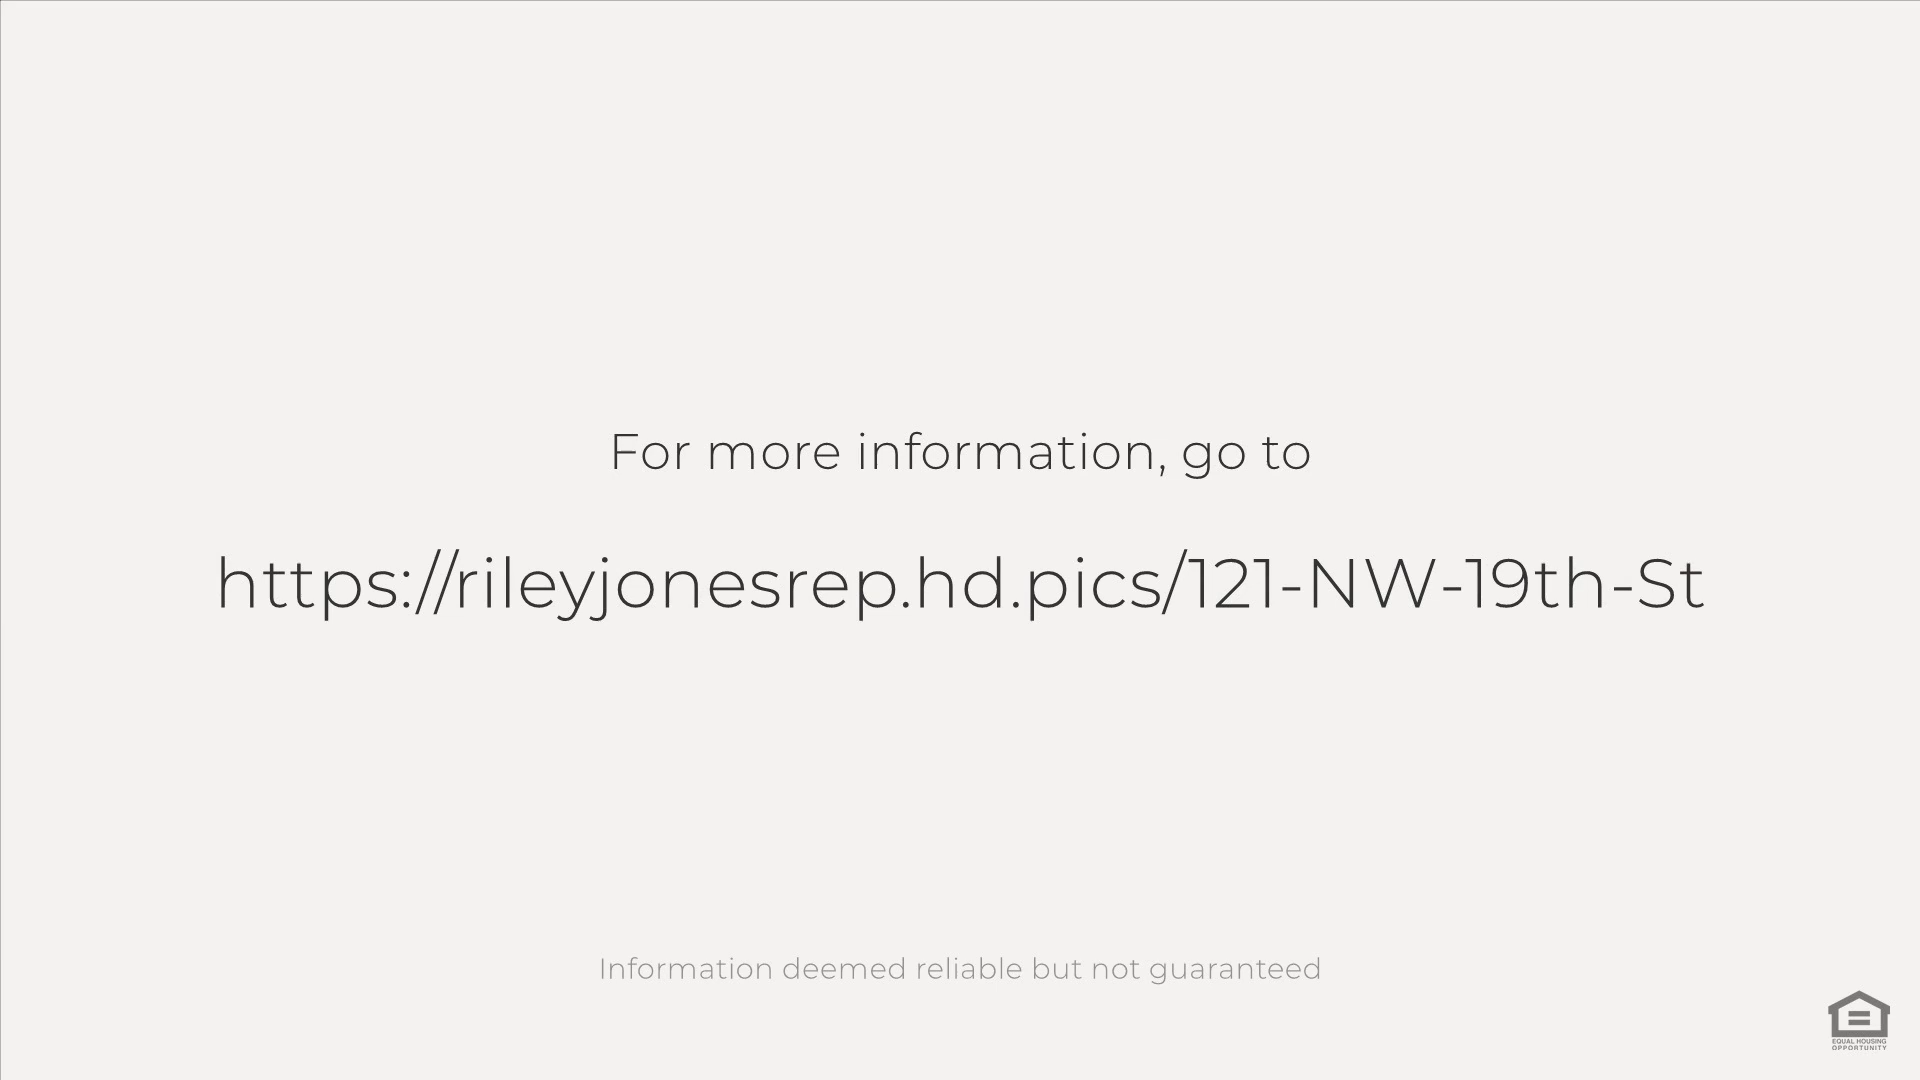 For more information, go to
https://rileyjonesrep.hd.pics/121-NW-19th-St
Information deemed reliable but not guaranteed
EQUAL HOUSING
OPPORTUNITY